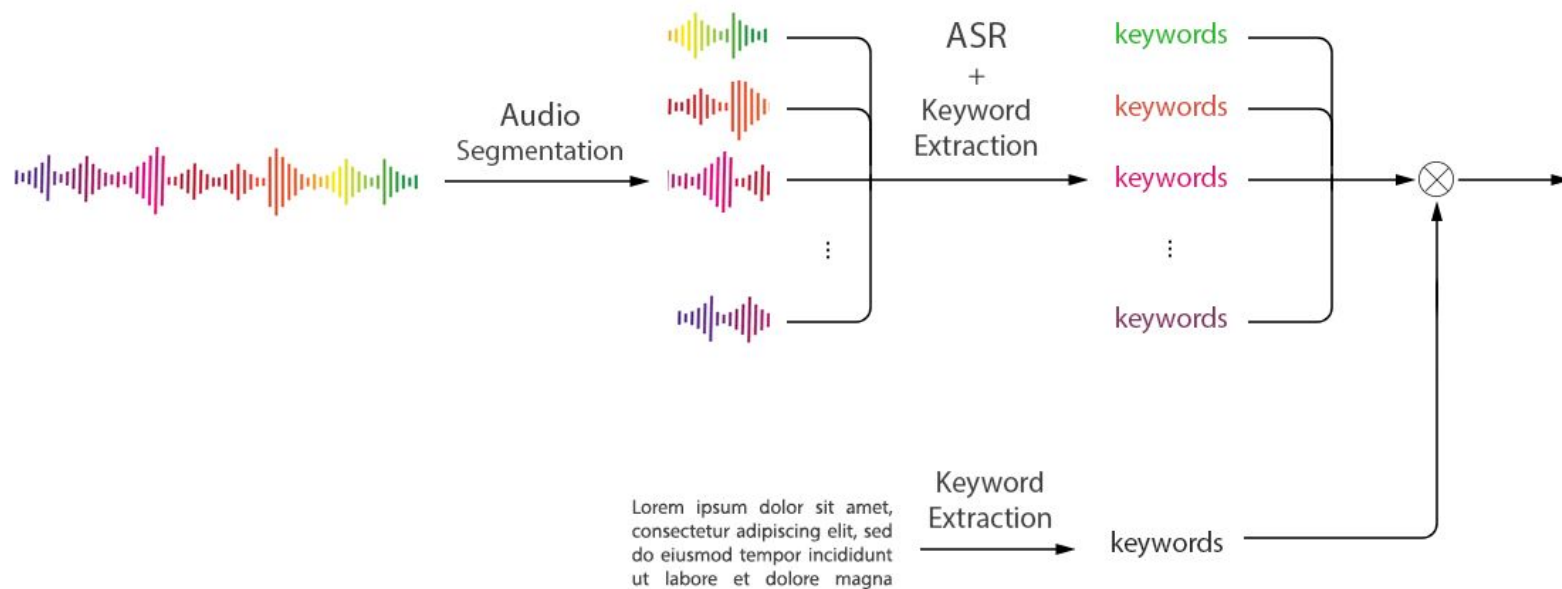 Audio
Segmentation
ASR
+
Keyword
Extraction
keywords
keywords
keywords
⋮
⋮
keywords
Lorem ipsum dolor sit amet,
consectetur adipiscing elit, sed
do eiusmod tempor incididunt
ut labore et dolore magna
Keyword
Extraction
keywords